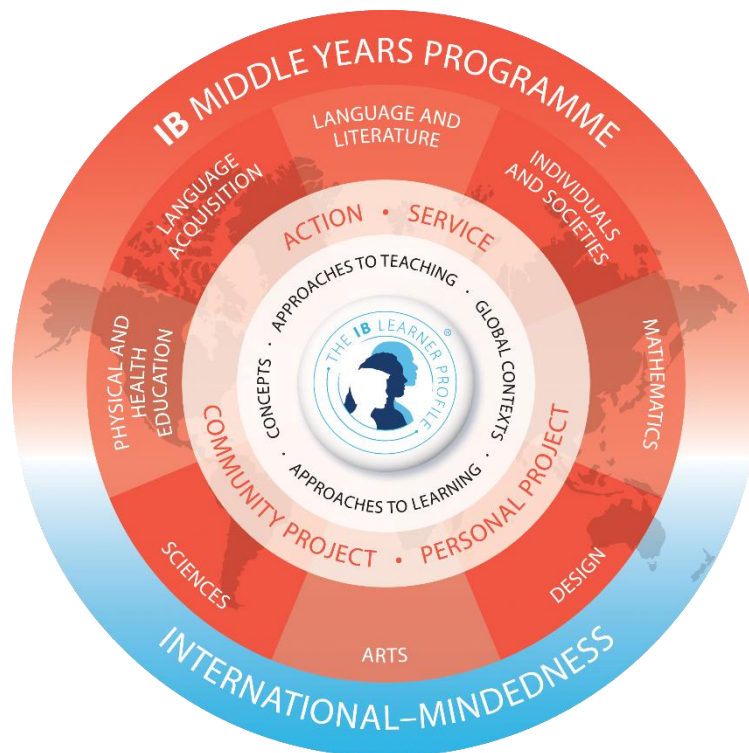 IB MIDDLE YEARS PROGRAMME
LANGUAGE AND
LITERATURE
INDIVIDUALS
AND SOCIETIES
MATHEMATICS
DESIGN
ARTS
SCIENCES
PHYSICAL AND
HEALTH
EDUCATION
LANGUAGE
ACQUISITION
ACTION • SERVICE
PERSONAL PROJECT
•
COMMUNITY PROJECT
APPROACHES TO TEACHING •
GLOBAL CONTEXTS
• APPROACHES TO LEARNING •
CONCEPTS •
THE IB LEARNER PROFILE ®
INTERNATIONAL–MINDEDNESS